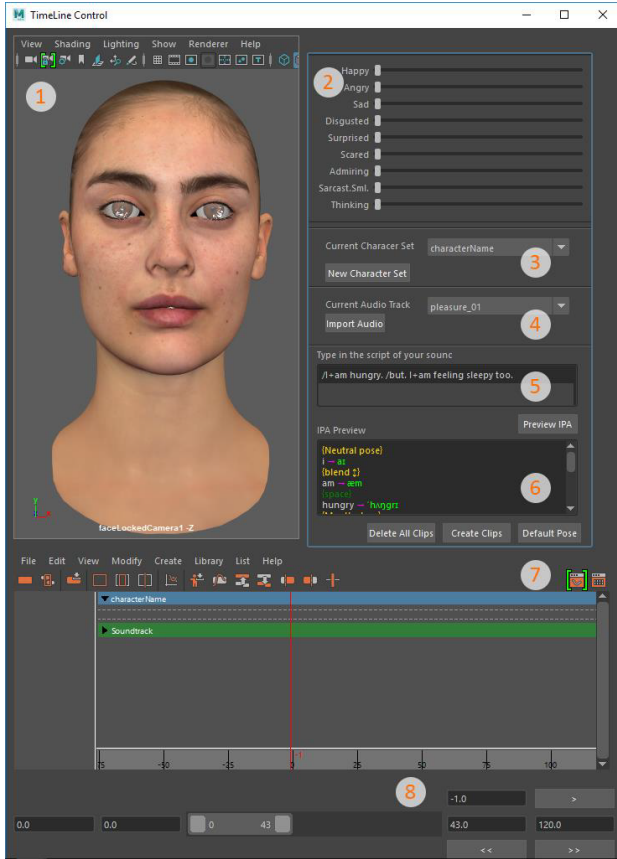 TimeLine Control
View Shading Lighting Show Renderer Help
1
2
Happy
Angry
Sad
Disgusted
Surprised
Scared
Admiring
Sarcast.Sml.
Thinking
Current Characer Set characterName
3
New Character Set
Current Audio Track pleasure_01
4
Import Audio
Type in the script of your sounc
/I+am hungry. /but. I+am feeling sleepy too.
5
Preview IPA
IPA Preview
{Neutral pose}
i → aɪ
{blend ↕}
am → æm
{space}
hungry → ˈhʌŋgrɪ
6
Delete All Clips Create Clips Default Pose
y
faceLockedCamera1 -Z
File Edit View Modify Create Library List Help
7
characterName
Soundtrack
-1
75 -50 -25 0 25 50 75 100
8
-1.0 >
0.0 0.0 0 43 43.0 120.0
<< >>